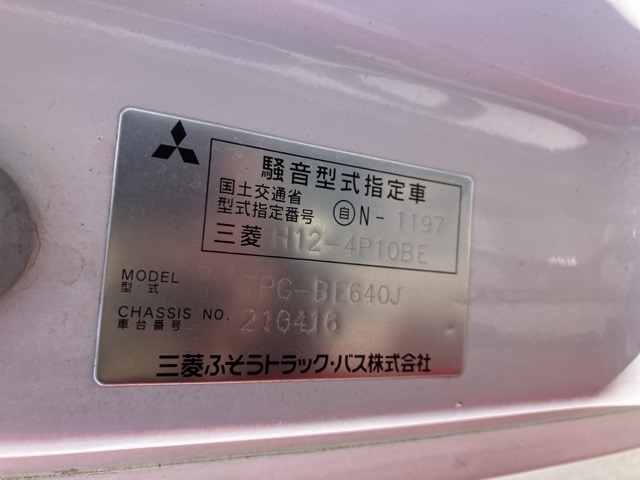 騒音型式指定車
国土交通省
型式指定番号 自 N-1197
三菱 H12-4P10BE
MODEL
型式 TPG-BE640J
CHASSIS NO.
車台番号 210416
三菱ふそうトラック・バス株式会社